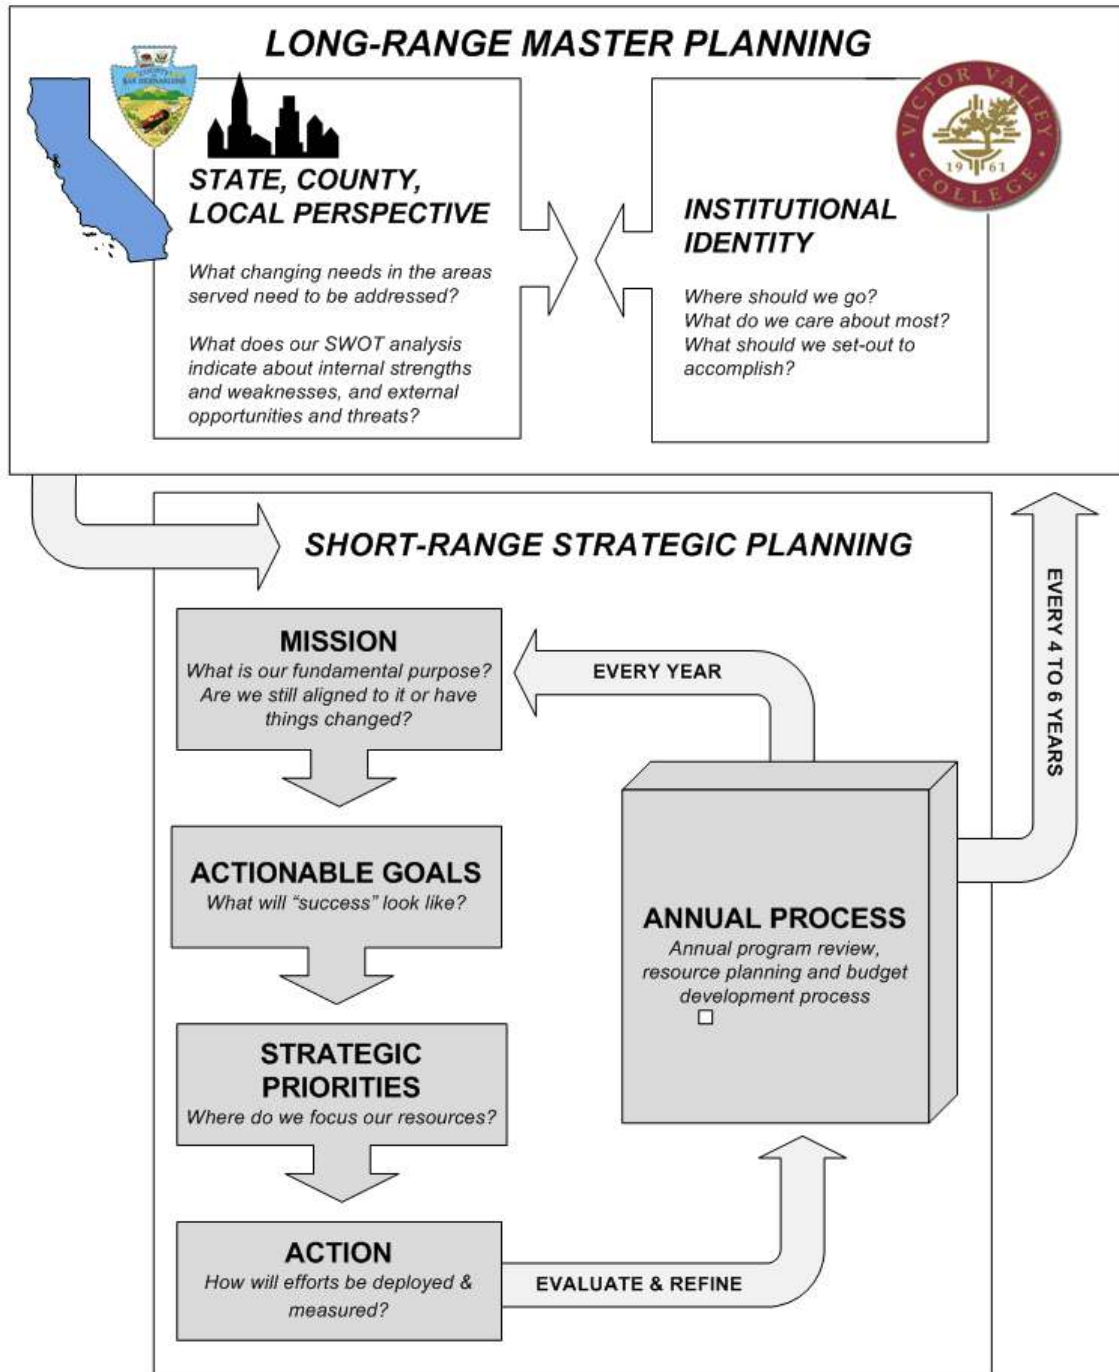 LONG-RANGE MASTER PLANNING
SAN BERNARDINO
VICTOR VALLEY
COLLEGE
1961
STATE, COUNTY,
LOCAL PERSPECTIVE
What changing needs in the areas
served need to be addressed?
What does our SWOT analysis
indicate about internal strengths
and weaknesses, and external
opportunities and threats?
INSTITUTIONAL
IDENTITY
Where should we go?
What do we care about most?
What should we set-out to
accomplish?
SHORT-RANGE STRATEGIC PLANNING
MISSION
What is our fundamental purpose?
Are we still aligned to it or have
things changed?
EVERY YEAR
EVERY 4 TO 6 YEARS
ACTIONABLE GOALS
What will “success” look like?
ANNUAL PROCESS
Annual program review,
resource planning and budget
development process
STRATEGIC
PRIORITIES
Where do we focus our resources?
ACTION
How will efforts be deployed &
measured?
EVALUATE & REFINE